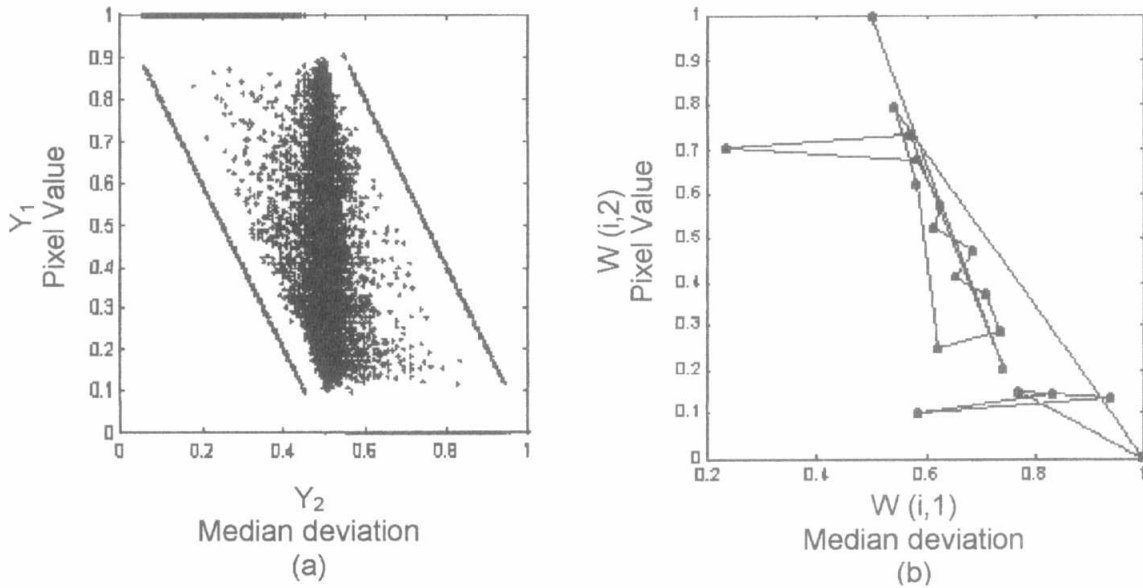 1
0.9
0.8
0.7
0.6
0.5
0.4
0.3
0.2
0.1
0
Y₁
Pixel Value
0 0.2 0.4 0.6 0.8 1
Y₂
Median deviation
(a)
1
0.9
0.8
0.7
0.6
0.5
0.4
0.3
0.2
0.1
0
W (i,2)
Pixel Value
0.2 0.4 0.6 0.8 1
W (i,1)
Median deviation
(b)